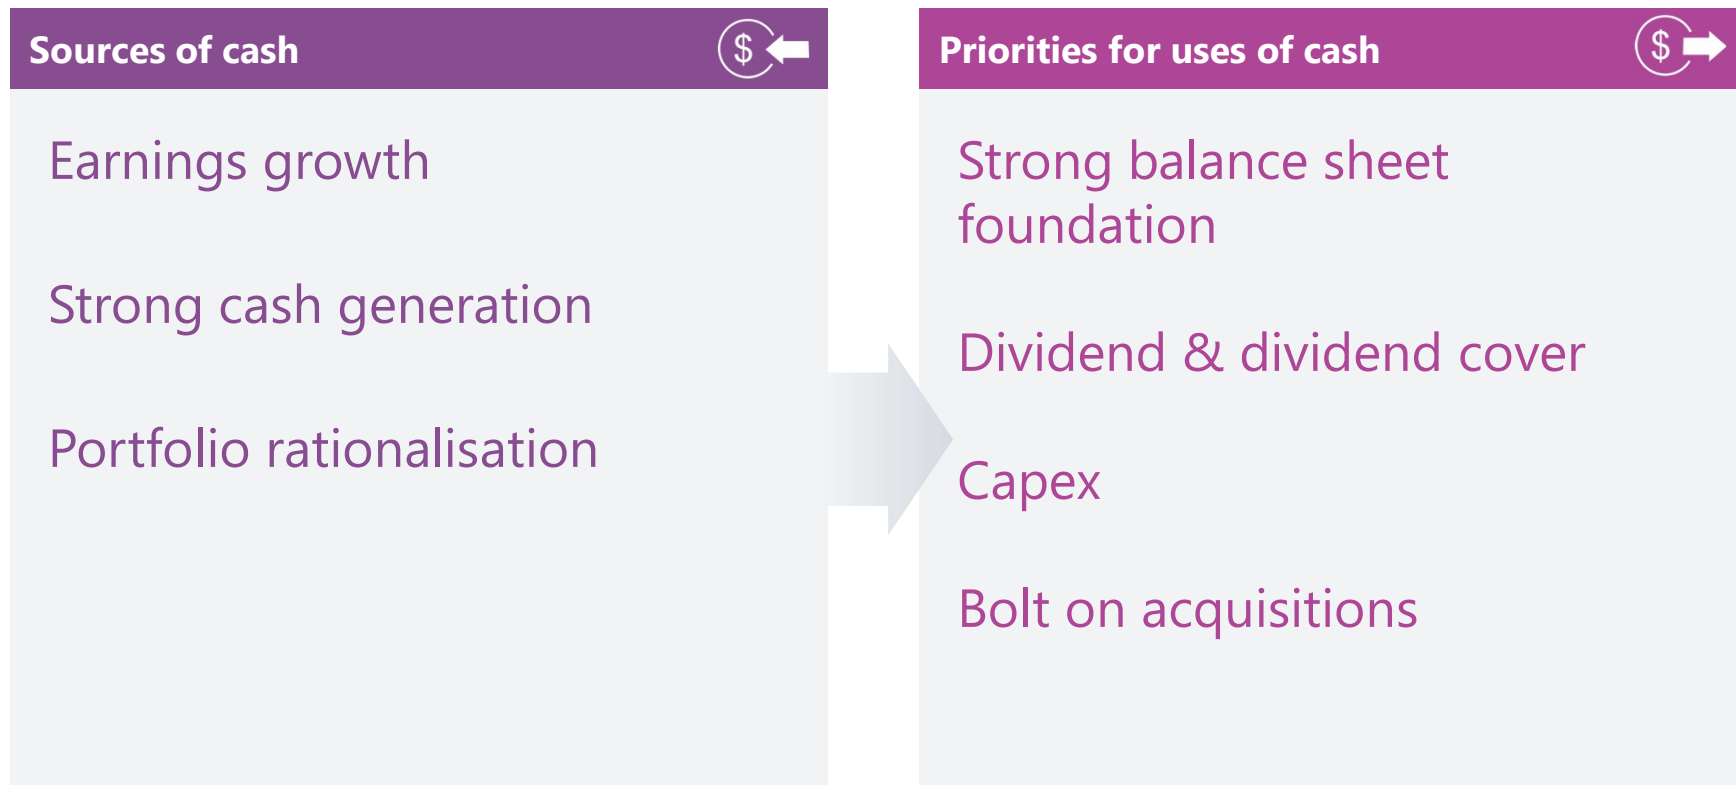 Sources of cash
$
Earnings growth
Strong cash generation
Portfolio rationalisation
Priorities for uses of cash
$
Strong balance sheet
foundation
Dividend & dividend cover
Capex
Bolt on acquisitions